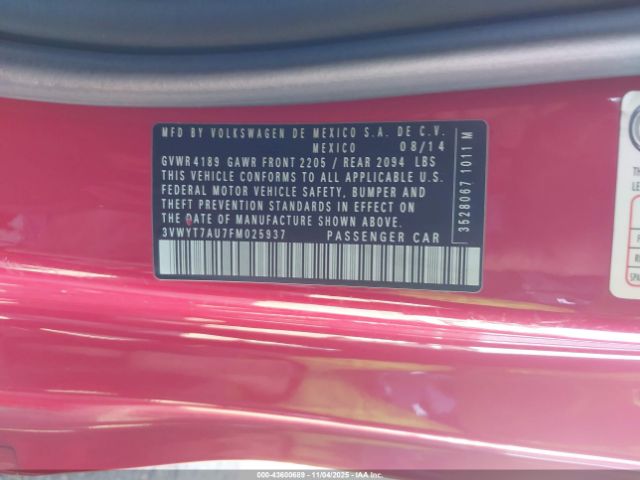 MFD BY VOLKSWAGEN DE MEXICO S.A. DE C.V.
MEXICO 08/14
GVWR 4189 GAWR FRONT 2205 / REAR 2094 LBS
THIS VEHICLE CONFORMS TO ALL APPLICABLE U.S.
FEDERAL MOTOR VEHICLE SAFETY, BUMPER AND
THEFT PREVENTION STANDARDS IN EFFECT ON
THE DATE OF MANUFACTURE SHOWN ABOVE.
3VWYT7AU7FM025937 PASSENGER CAR
3528067 1011 M
000-43600689 - 11/04/2025 - IAAI.COM